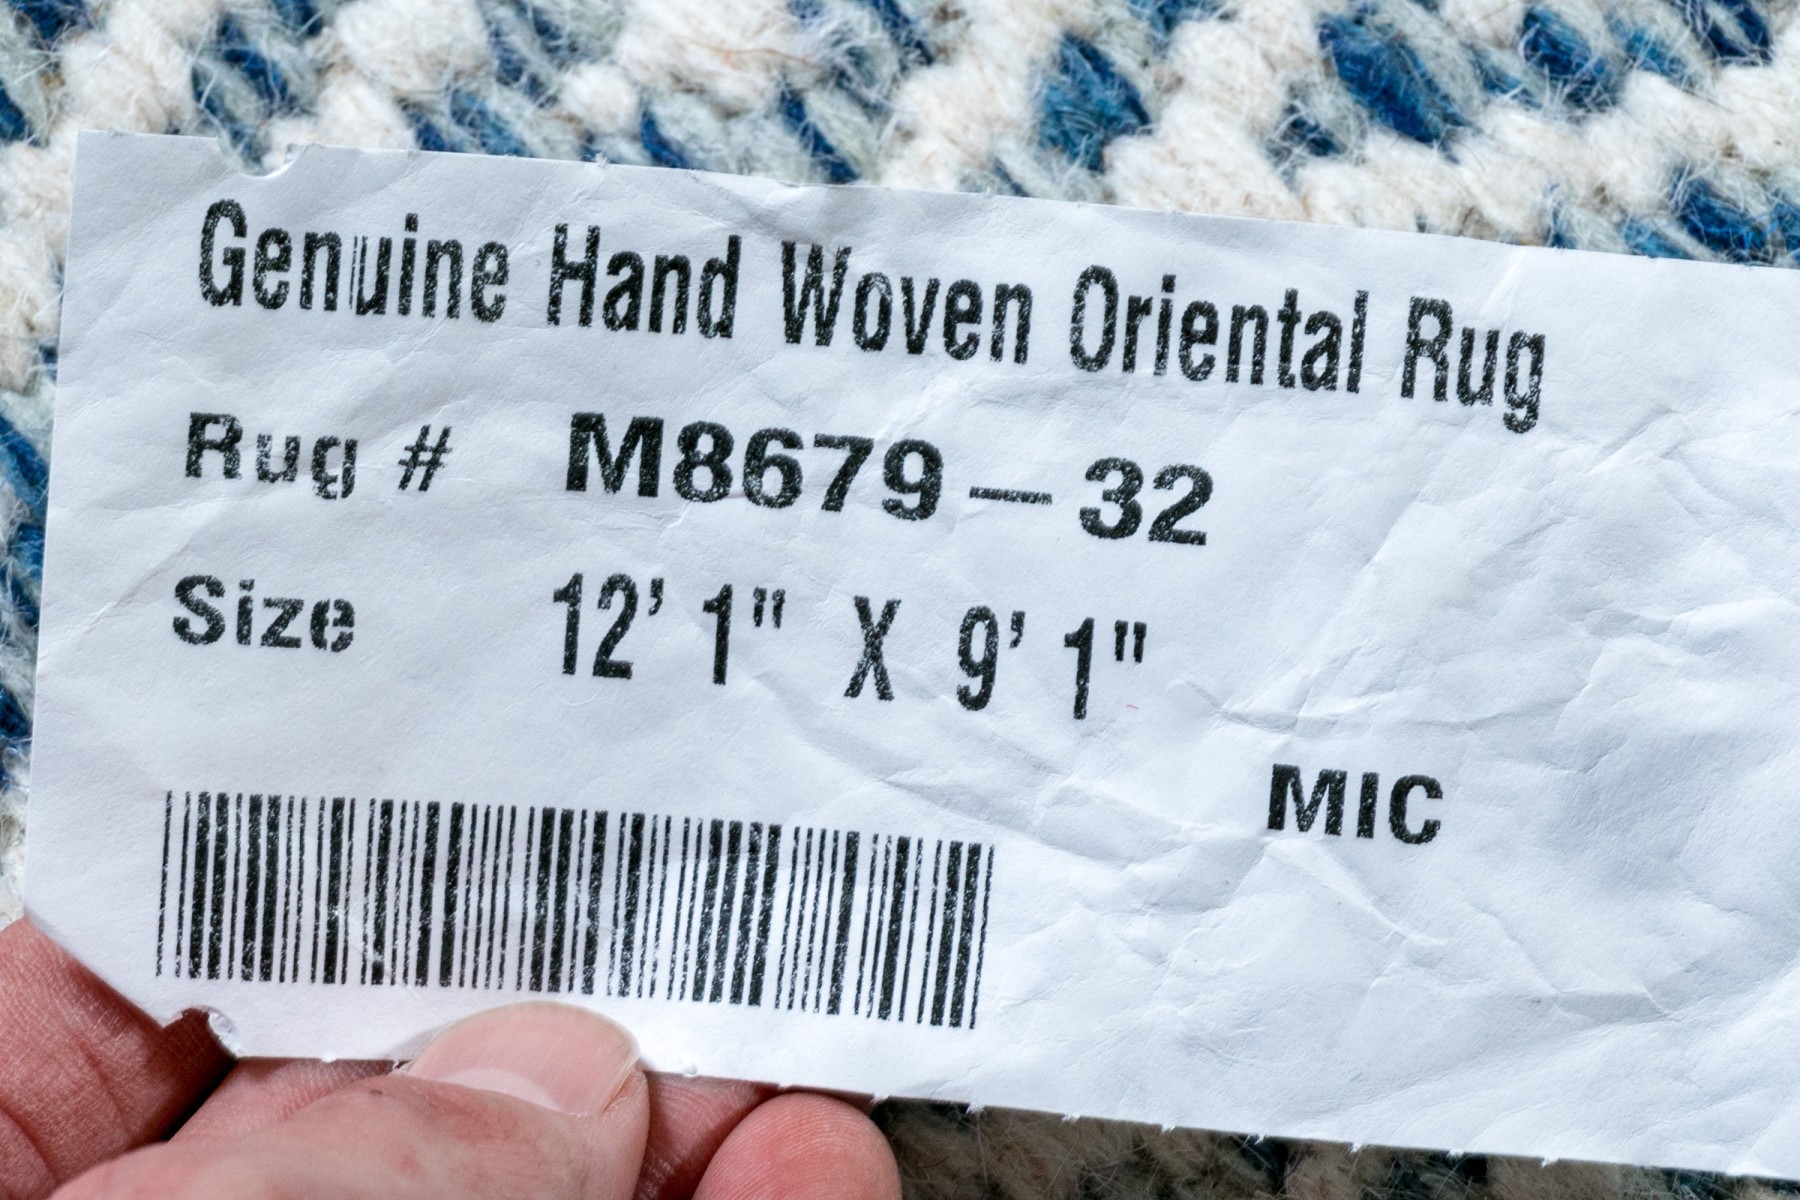 Genuine Hand Woven Oriental Rug
Rug # M8679-32
Size 12' 1" X 9' 1"
MIC